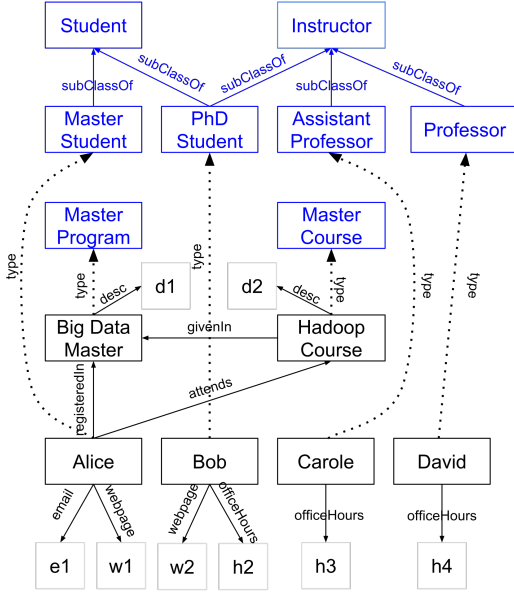 Student
Instructor
subClassOf
subClassOf
subClassOf
subClassOf
subClassOf
Master
Student
PhD
Student
Assistant
Professor
Professor
Master
Program
Master
Course
type
type
type
type
type
type
desc
d1
d2
desc
Big Data
Master
givenIn
Hadoop
Course
registeredIn
attends
Alice
Bob
Carole
David
email
webpage
webpage
officeHours
officeHours
officeHours
e1
w1
w2
h2
h3
h4